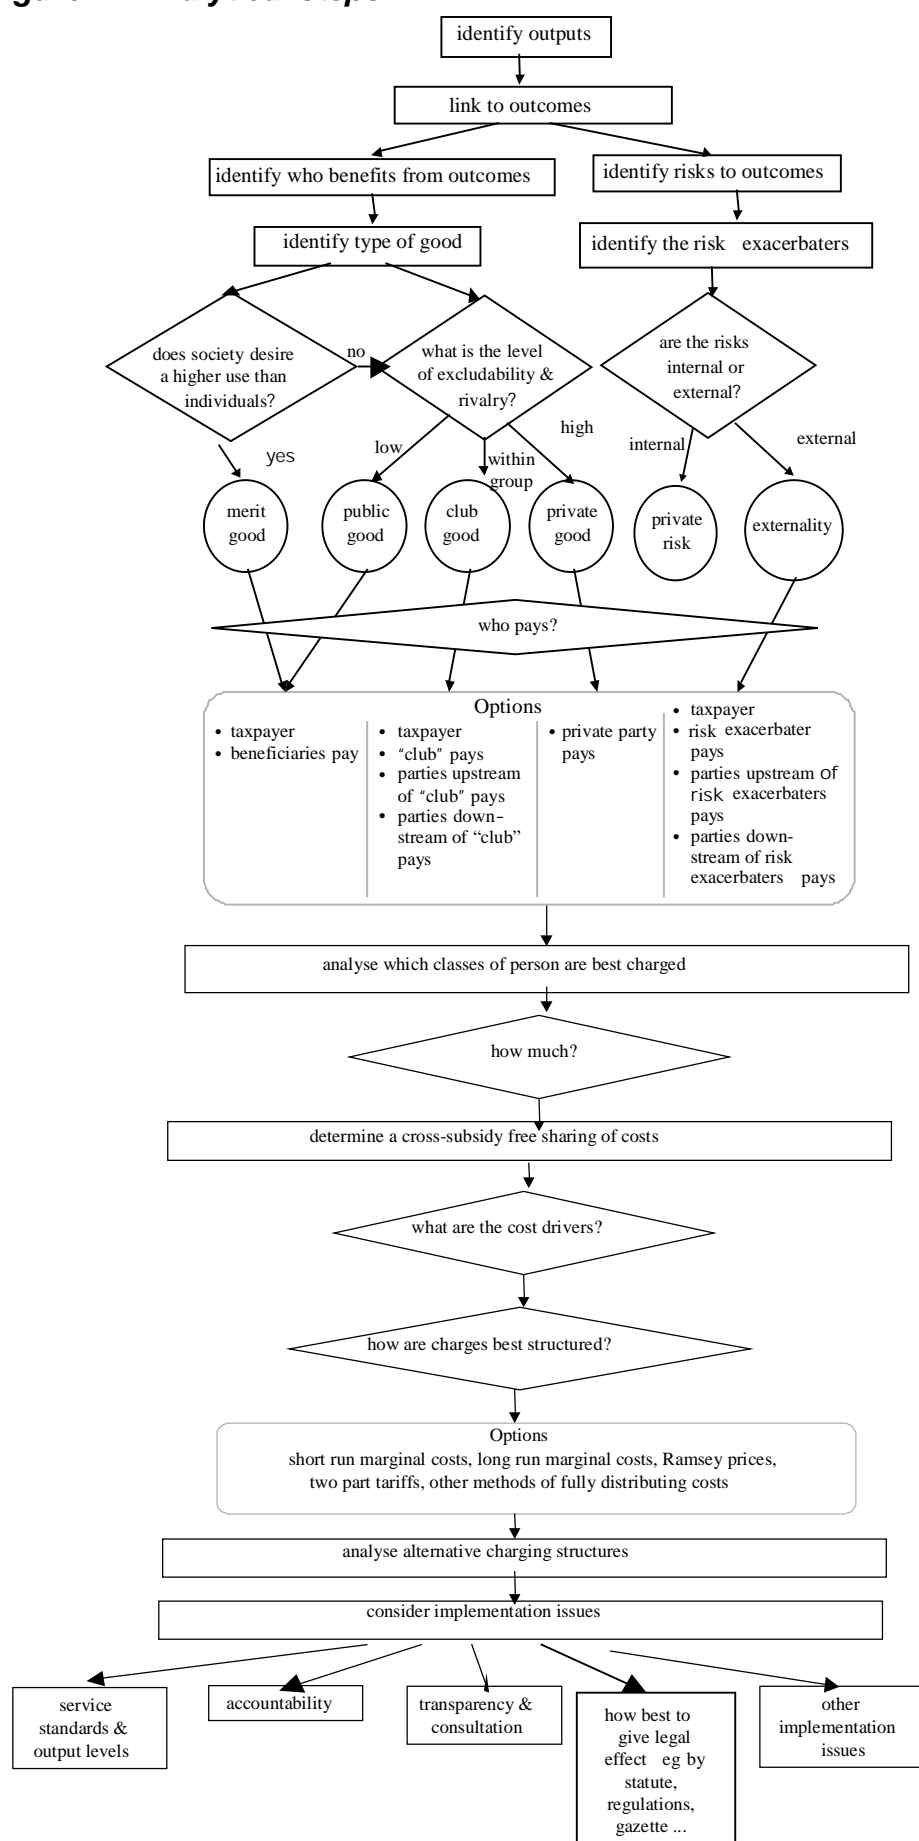 identify outputs
link to outcomes
identify who benefits from outcomes
identify risks to outcomes
identify type of good
identify the risk exacerbaters
does society desire
a higher use than
individuals?
no
what is the level
of excludability &
rivalry?
are the risks
internal or
external?
yes
low
within
group
high
internal
external
merit
good
public
good
club
good
private
good
private
risk
externality
who pays?
Options
• taxpayer
• beneficiaries pay
• taxpayer
• "club" pays
• parties upstream
of "club" pays
• parties down-
stream of “club”
pays
• private party
pays
• taxpayer
• risk exacerbater
pays
• parties upstream of
risk exacerbaters
pays
• parties down-
stream of risk
exacerbaters pays
analyse which classes of person are best charged
how much?
determine a cross-subsidy free sharing of costs
what are the cost drivers?
how are charges best structured?
Options
short run marginal costs, long run marginal costs, Ramsey prices,
two part tariffs, other methods of fully distributing costs
analyse alternative charging structures
consider implementation issues
service
standards &
output levels
accountability
transparency &
consultation
how best to
give legal
effect eg by
statute,
regulations,
gazette ...
other
implementation
issues